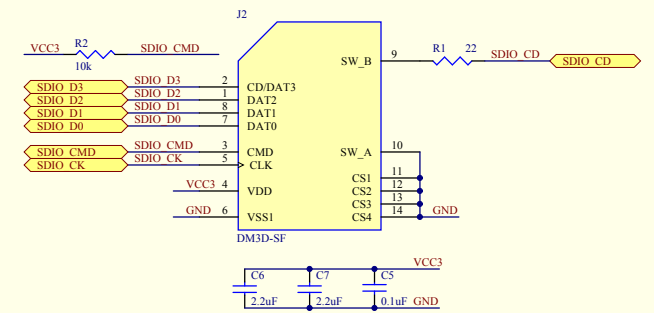 J2
VCC3 R2 10k SDIO_CMD
SW_B 9 R1 22 SDIO_CD SDIO_CD
SDIO_D3 SDIO_D3 2 CD/DAT3
SDIO_D2 SDIO_D2 1 DAT2
SDIO_D1 SDIO_D1 8 DAT1
SDIO_D0 SDIO_D0 7 DAT0
SDIO_CMD SDIO_CMD 3 CMD SW_A 10
SDIO_CK SDIO_CK 5 CLK
CS1 11
VCC3 4 VDD CS2 12
CS3 13
GND 6 VSS1 CS4 14 GND
DM3D-SF
VCC3
C6 C7 C5
2.2uF 2.2uF 0.1uF GND